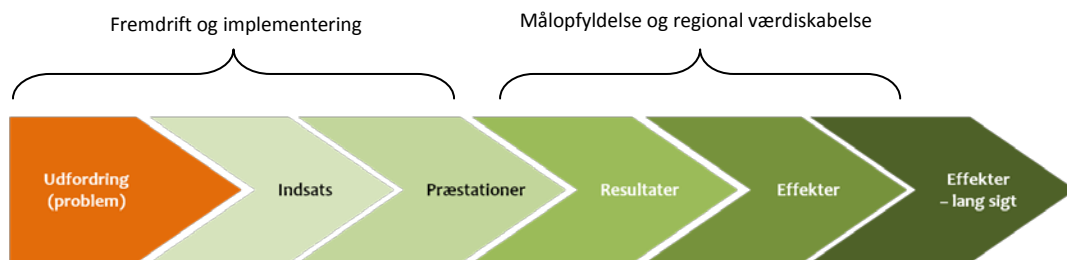 Fremdrift og implementering
Målopfyldelse og regional værdiskabelse
Udfordring
(problem)
Indsats
Præstationer
Resultater
Effekter
Effekter
– lang sigt